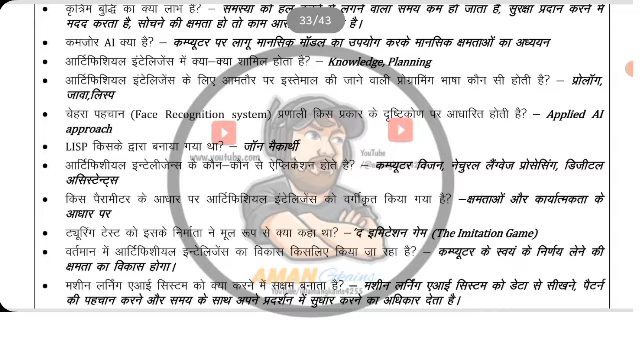 कृत्रिम बुद्धि का क्या लाभ है? – समस्या को हल करने में लगने वाला समय कम हो जाता है, सुरक्षा प्रदान करने में
मदद करता है, सोचने की क्षमता हो तो काम है।
33/43
कमजोर AI क्या है? – कम्प्यूटर पर लागू मानसिक मॉडल का उपयोग करके मानसिक क्षमताओं का अध्ययन
आर्टिफिशियल इंटेलिजेंस में क्या–क्या शामिल होता है? – Knowledge, Planning
आर्टिफिशियल इंटेलिजेंस के लिए आमतौर पर इस्तेमाल की जाने वाली प्रोग्रामिंग भाषा कौन सी होती है? – प्रोलॉग,
जावा,लिस्प
चेहरा पहचान (Face Recognition system) प्रणाली किस प्रकार के दृष्टिकोण पर आधारित होती है? – Applied AI
approach
LISP किसके द्वारा बनाया गया था? – जॉन मैकार्थी
www.youtube.com
YouTube
आर्टिफिशीयल इन्टेलीजेन्स के कौन–कौन से ऐप्लिकेशन होते है? – कम्प्यूटर विजन, नेचुरल लैंग्वेज प्रोसेसिंग, डिजीटल
असिस्टेन्ट्स
किस पैरामीटर के आधार पर आर्टिफिशियल इंटेलिजेंस को वर्गीकृत किया गया है? –क्षमताओं और कार्यात्मकता के
आधार पर
ट्यूरिंग टेस्ट को इसके निर्माता ने मूल रूप से क्या कहा था? –'द इमिटेशन गेम (The Imitation Game)
वर्तमान में आर्टिफिशीयल इन्टेलिजेंस का विकास किसलिए किया जा रहा है? – कम्प्यूटर के स्वयं के निर्णय लेने की
क्षमता का विकास होगा।
AMAN
मशीन लर्निंग एआई सिस्टम को क्या करने में सक्षम बनाता है? – मशीन लर्निंग एआई सिस्टम को डेटा से सीखने, पैटर्न
की पहचान करने और समय के साथ अपने प्रदर्शन में सुधार करने का अधिकार देता है।